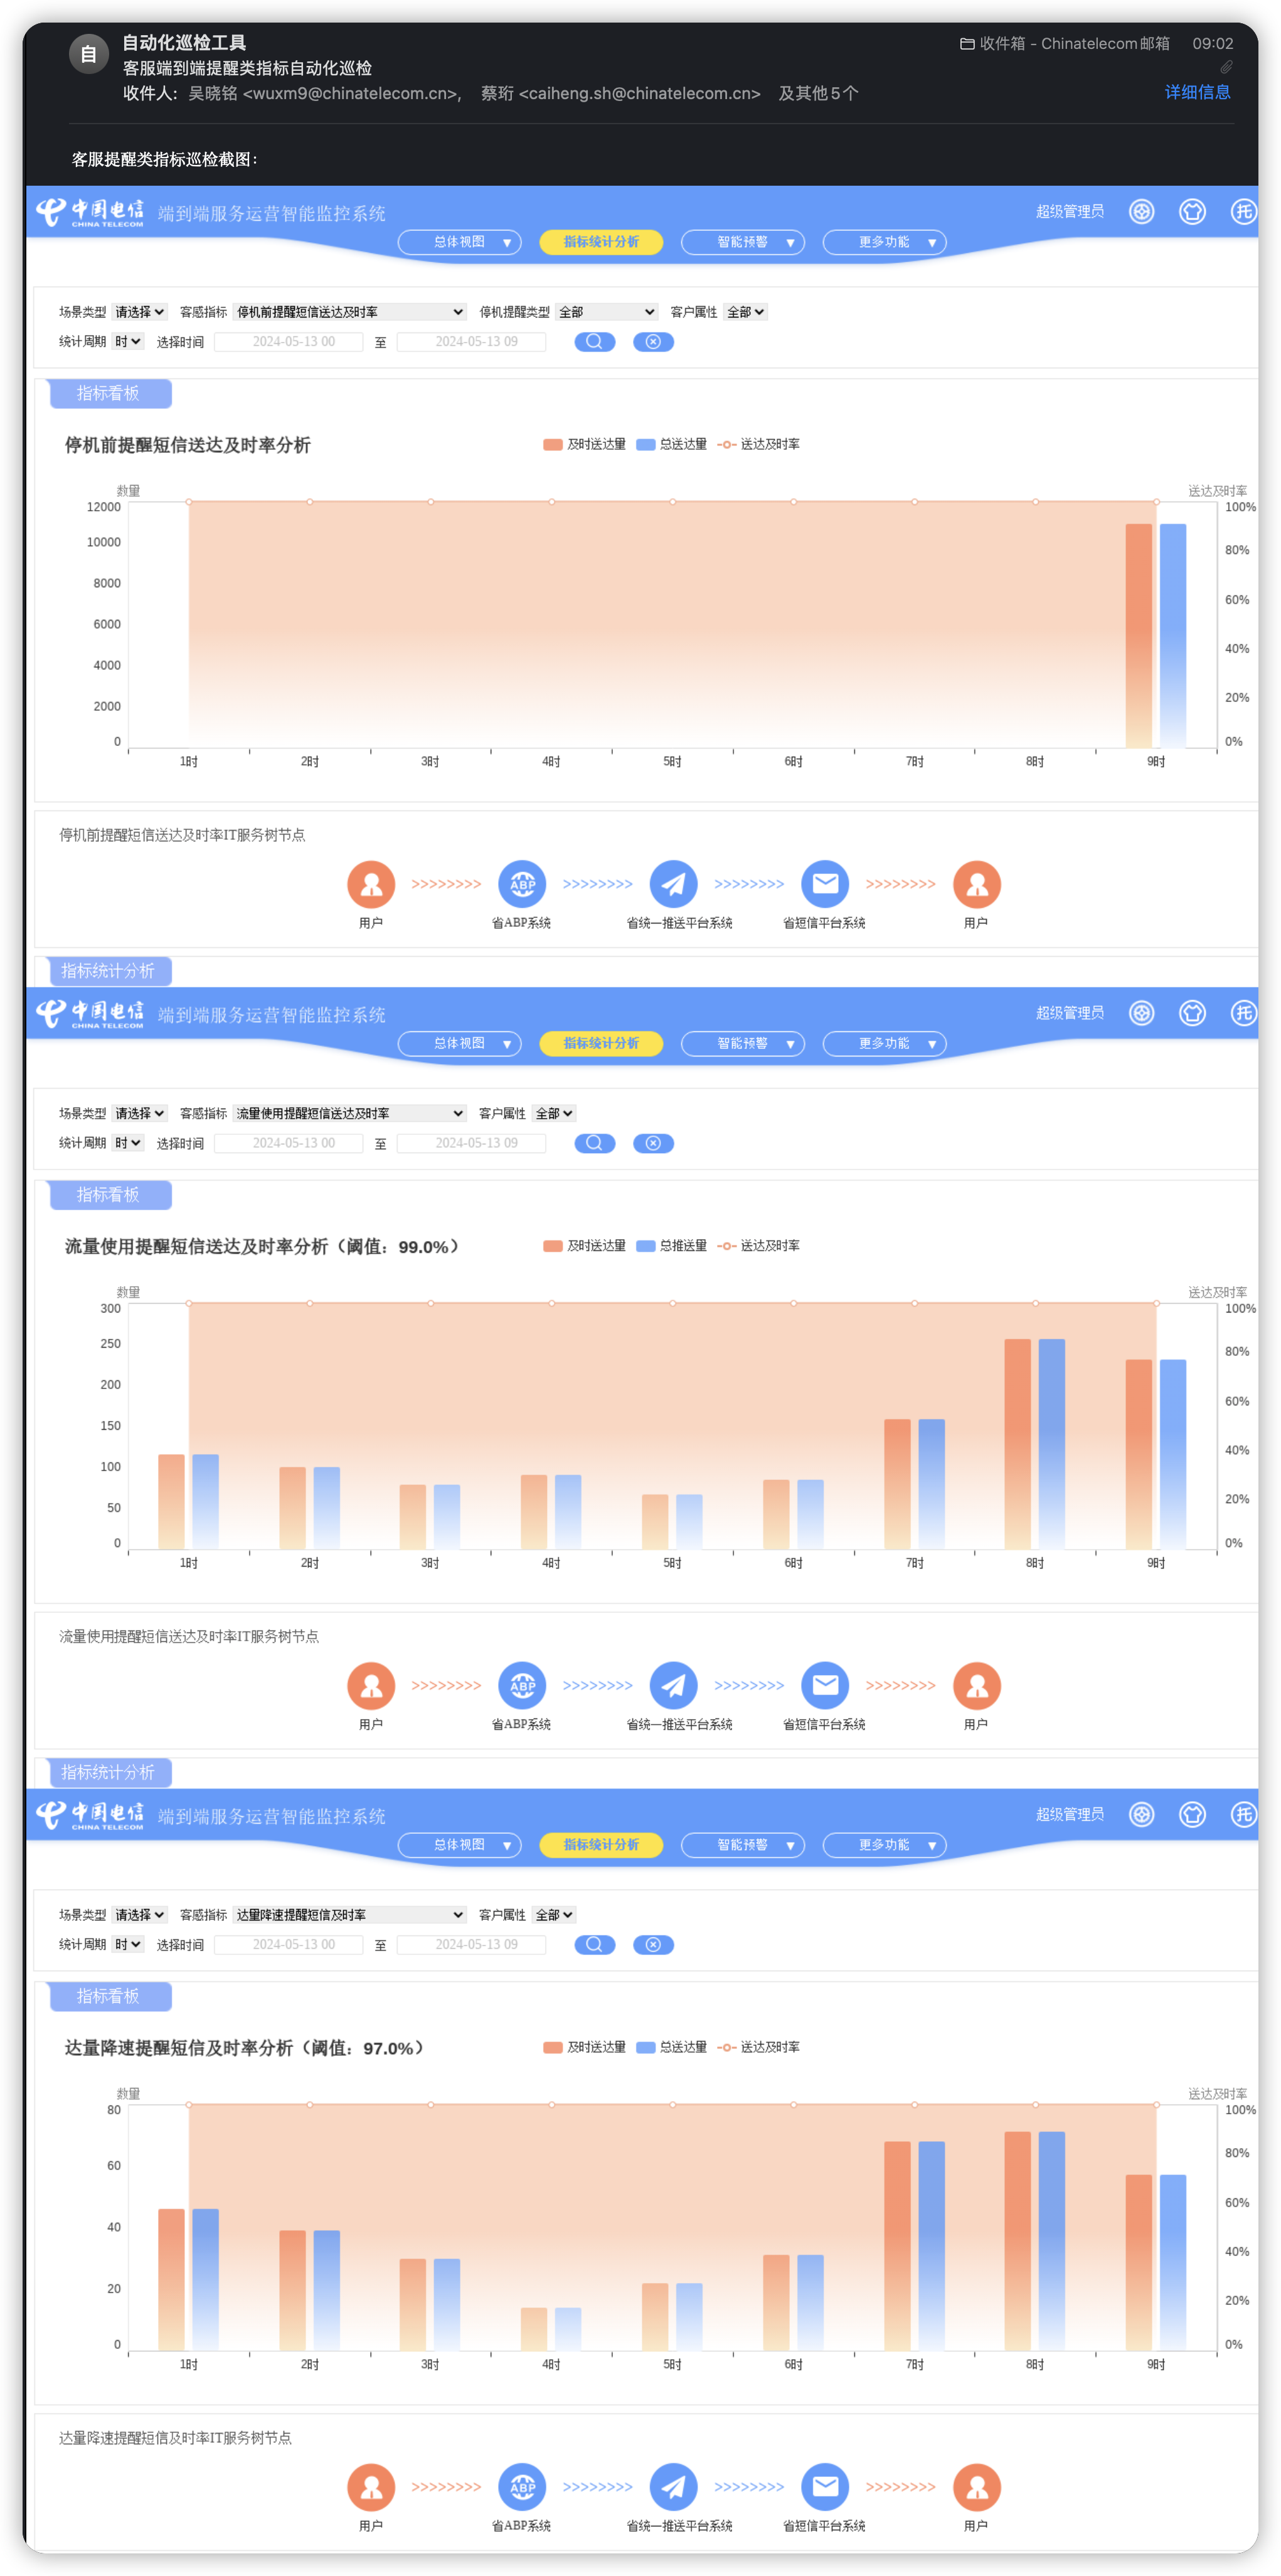 自
自动化巡检工具
收件箱 - Chinatelecom邮箱 09:02
客服端到端提醒类指标自动化巡检
收件人: 吴晓铭 <wuxm9@chinatelecom.cn>, 蔡珩 <caiheng.sh@chinatelecom.cn> 及其他5个
详细信息
客服提醒类指标巡检截图：
中国电信 CHINA TELECOM 端到端服务运营智能监控系统 超级管理员 托
总体视图 ▼ 指标统计分析 智能预警 ▼ 更多功能 ▼
场景类型 请选择 客感指标 停机前提醒短信送达及时率 停机提醒类型 全部 客户属性 全部
统计周期 时 选择时间 2024-05-13 00 至 2024-05-13 09
指标看板
停机前提醒短信送达及时率分析
及时送达量 总送达量 送达及时率
数量 送达及时率
12000 100%
10000
80%
8000
6000 60%
4000 40%
2000 20%
0 0%
1时 2时 3时 4时 5时 6时 7时 8时 9时
停机前提醒短信送达及时率IT服务树节点
>>>>>>>> ABP >>>>>>>> >>>>>>>> >>>>>>>>
用户 省ABP系统 省统一推送平台系统 省短信平台系统 用户
指标统计分析
中国电信 CHINA TELECOM 端到端服务运营智能监控系统 超级管理员 托
总体视图 ▼ 指标统计分析 智能预警 ▼ 更多功能 ▼
场景类型 请选择 客感指标 流量使用提醒短信送达及时率 客户属性 全部
统计周期 时 选择时间 2024-05-13 00 至 2024-05-13 09
指标看板
流量使用提醒短信送达及时率分析（阈值：99.0%）
及时送达量 总推送量 送达及时率
数量 送达及时率
300 100%
250
80%
200
60%
150
100 40%
50 20%
0 0%
1时 2时 3时 4时 5时 6时 7时 8时 9时
流量使用提醒短信送达及时率IT服务树节点
>>>>>>>> ABP >>>>>>>> >>>>>>>> >>>>>>>>
用户 省ABP系统 省统一推送平台系统 省短信平台系统 用户
指标统计分析
中国电信 CHINA TELECOM 端到端服务运营智能监控系统 超级管理员 托
总体视图 ▼ 指标统计分析 智能预警 ▼ 更多功能 ▼
场景类型 请选择 客感指标 达量降速提醒短信及时率 客户属性 全部
统计周期 时 选择时间 2024-05-13 00 至 2024-05-13 09
指标看板
达量降速提醒短信及时率分析（阈值：97.0%）
及时送达量 总送达量 送达及时率
数量 送达及时率
80 100%
80%
60
60%
40
40%
20 20%
0 0%
1时 2时 3时 4时 5时 6时 7时 8时 9时
达量降速提醒短信及时率IT服务树节点
>>>>>>>> ABP >>>>>>>> >>>>>>>> >>>>>>>>
用户 省ABP系统 省统一推送平台系统 省短信平台系统 用户